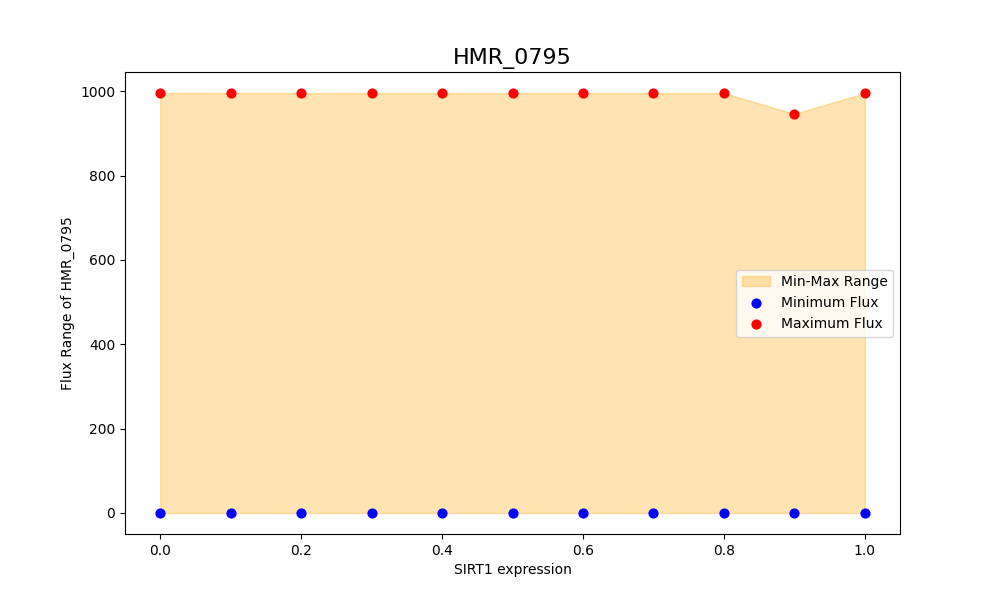 HMR_0795
1000
800
600
400
200
0
Flux Range of HMR_0795
Min-Max Range
Minimum Flux
Maximum Flux
0.0 0.2 0.4 0.6 0.8 1.0
SIRT1 expression